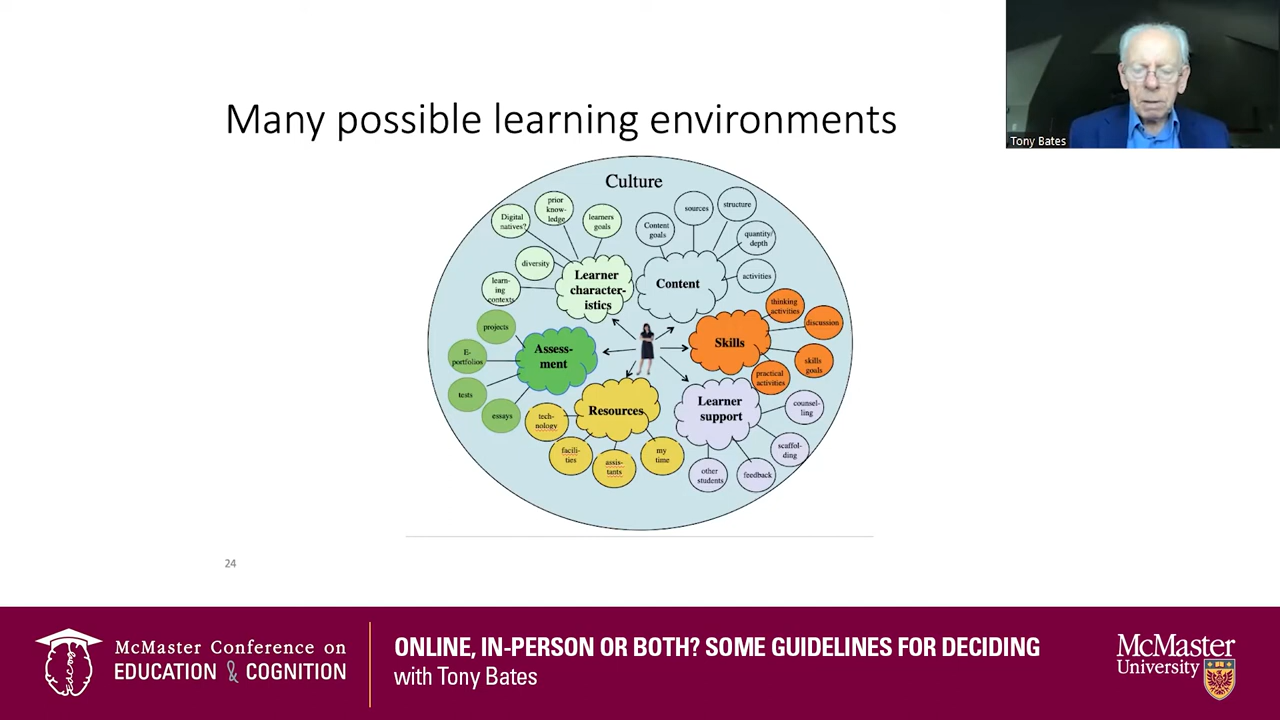 Many possible learning environments
Tony Bates
Culture
Digital
natives?
prior
know-
ledge
learners
goals
diversity
learn-
ing
contexts
Learner
character-
istics
Content
goals
sources
structure
quantity/
depth
activities
Content
thinking
activities
discussion
skills
goals
practical
activities
Skills
Learner
support
counsel-
ling
scaffol-
ding
feedback
other
students
Resources
my
time
assis-
tants
facili-
ties
tech-
nology
Assess-
ment
projects
E-
portfolios
tests
essays
24
McMaster Conference on
EDUCATION & COGNITION
ONLINE, IN-PERSON OR BOTH? SOME GUIDELINES FOR DECIDING
with Tony Bates
McMaster
University